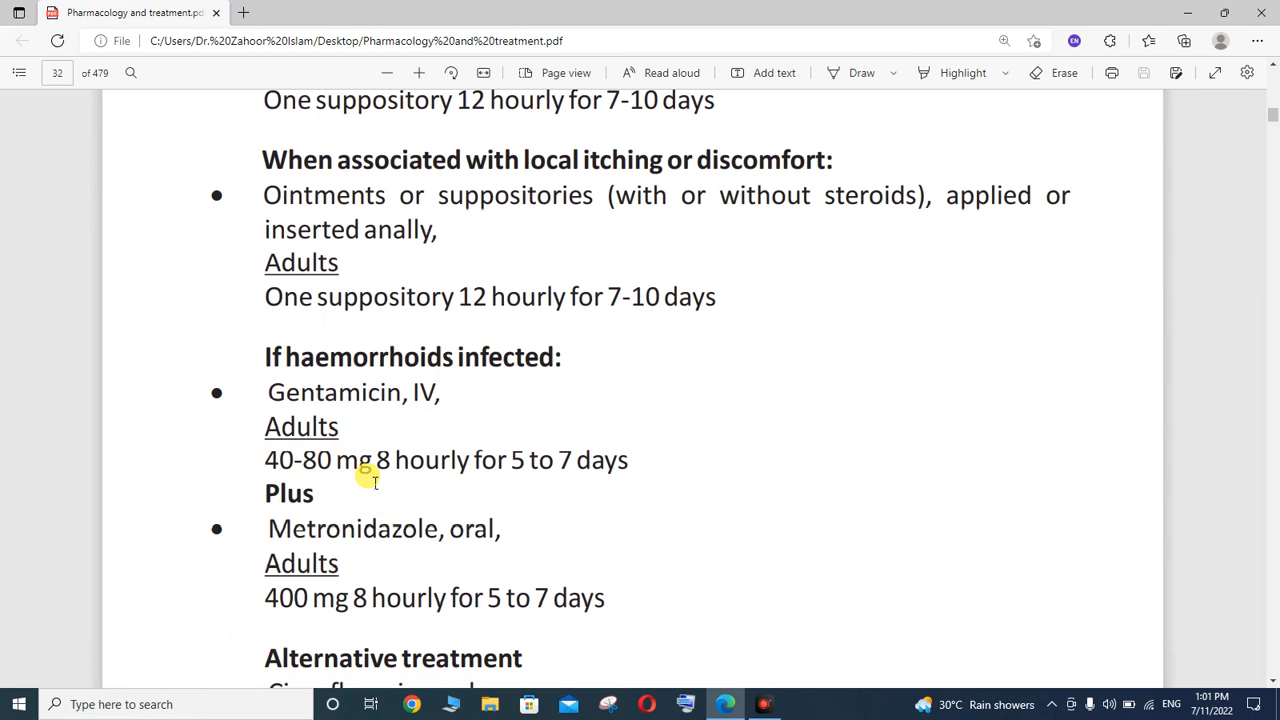 Pharmacology and treatment.pdf
File
C:/Users/Dr.%20Zahoor%20Islam/Desktop/Pharmacology%20and%20treatment.pdf
EN
32 of 479
Page view
Read aloud
Add text
Draw
Highlight
Erase
One suppository 12 hourly for 7-10 days
When associated with local itching or discomfort:
• Ointments or suppositories (with or without steroids), applied or
inserted anally,
Adults
One suppository 12 hourly for 7-10 days
If haemorrhoids infected:
• Gentamicin, IV,
Adults
40-80 mg 8 hourly for 5 to 7 days
Plus
• Metronidazole, oral,
Adults
400 mg 8 hourly for 5 to 7 days
Alternative treatment
Type here to search
30°C Rain showers
ENG
1:01 PM
7/11/2022